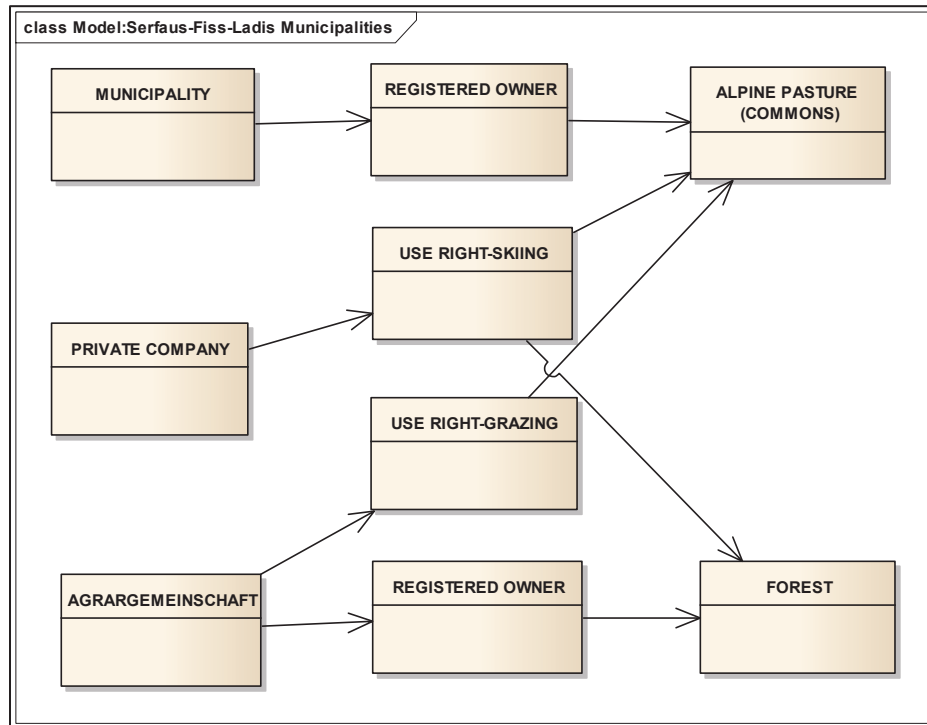 class Model:Serfaus-Fiss-Ladis Municipalities
MUNICIPALITY
REGISTERED OWNER
ALPINE PASTURE
(COMMONS)
USE RIGHT-SKIING
PRIVATE COMPANY
USE RIGHT-GRAZING
AGRARGEMEINSCHAFT
REGISTERED OWNER
FOREST